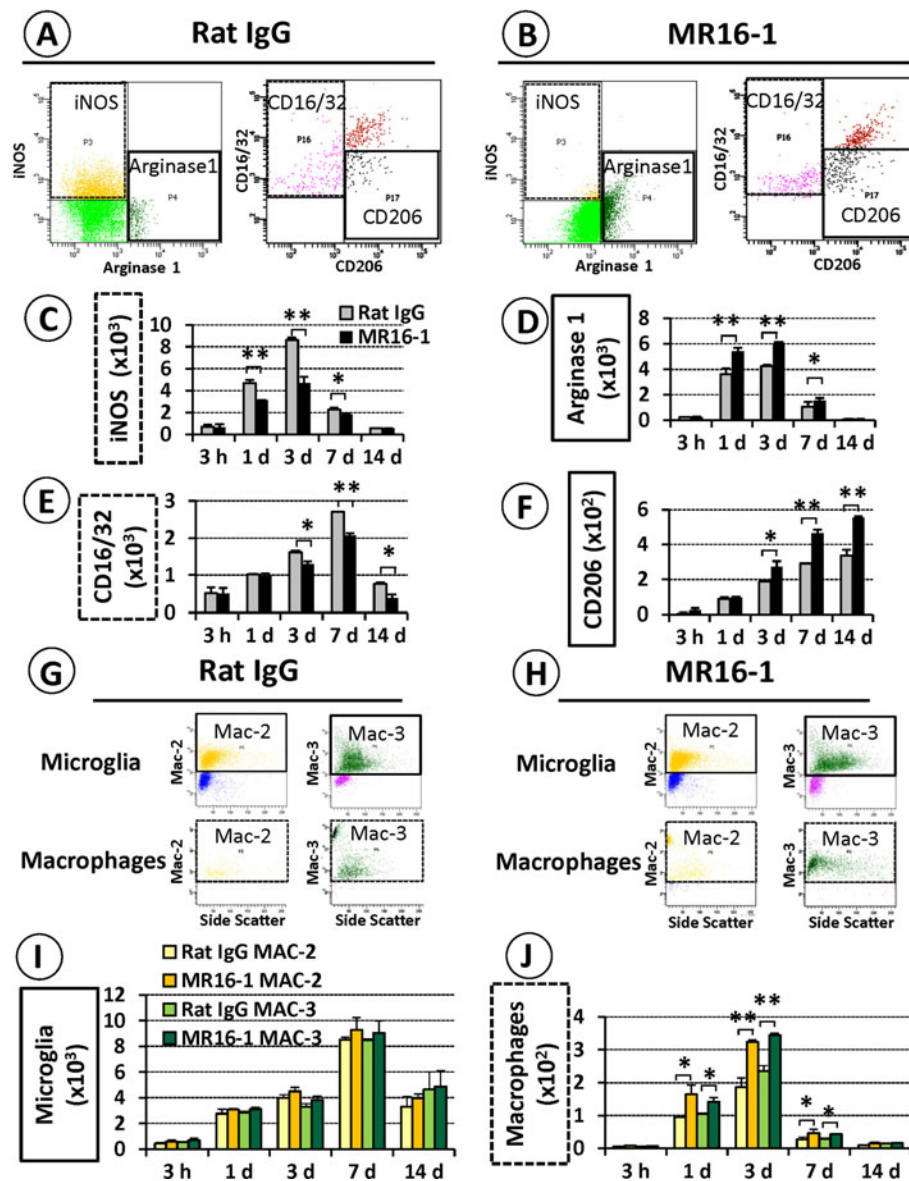 A Rat IgG
B MR16-1
iNOS
CD16/32
iNOS
CD16/32
P3
P16
P16
P3
Arginase1
Arginase1
iNOS
CD16/32
iNOS
CD16/32
P4
P17
P4
P17
CD206
CD206
Arginase 1
CD206
Arginase 1
CD206
C
iNOS (x10³)
10
8
6
4
2
0
Rat IgG
MR16-1
** ** *
3 h 1 d 3 d 7 d 14 d
D
Arginase 1 (x10³)
8
6
4
2
0
** ** *
3 h 1 d 3 d 7 d 14 d
E
CD16/32 (x10³)
3
2
1
0
* ** *
3 h 1 d 3 d 7 d 14 d
F
CD206 (x10²)
6
4
2
0
* ** **
3 h 1 d 3 d 7 d 14 d
G Rat IgG
H MR16-1
Microglia
Mac-2
Mac-2
Mac-3
Mac-3
Microglia
Mac-2
Mac-2
Mac-3
Mac-3
Macrophages
Mac-2
Mac-2
Mac-3
Mac-3
Side Scatter
Macrophages
Mac-2
Mac-2
Mac-3
Mac-3
Side Scatter
I
Rat IgG MAC-2
MR16-1 MAC-2
Rat IgG MAC-3
MR16-1 MAC-3
Microglia (x10³)
12
10
8
6
4
2
0
3 h 1 d 3 d 7 d 14 d
J
Macrophages (x10²)
4
3
2
1
0
* * ** ** * *
3 h 1 d 3 d 7 d 14 d